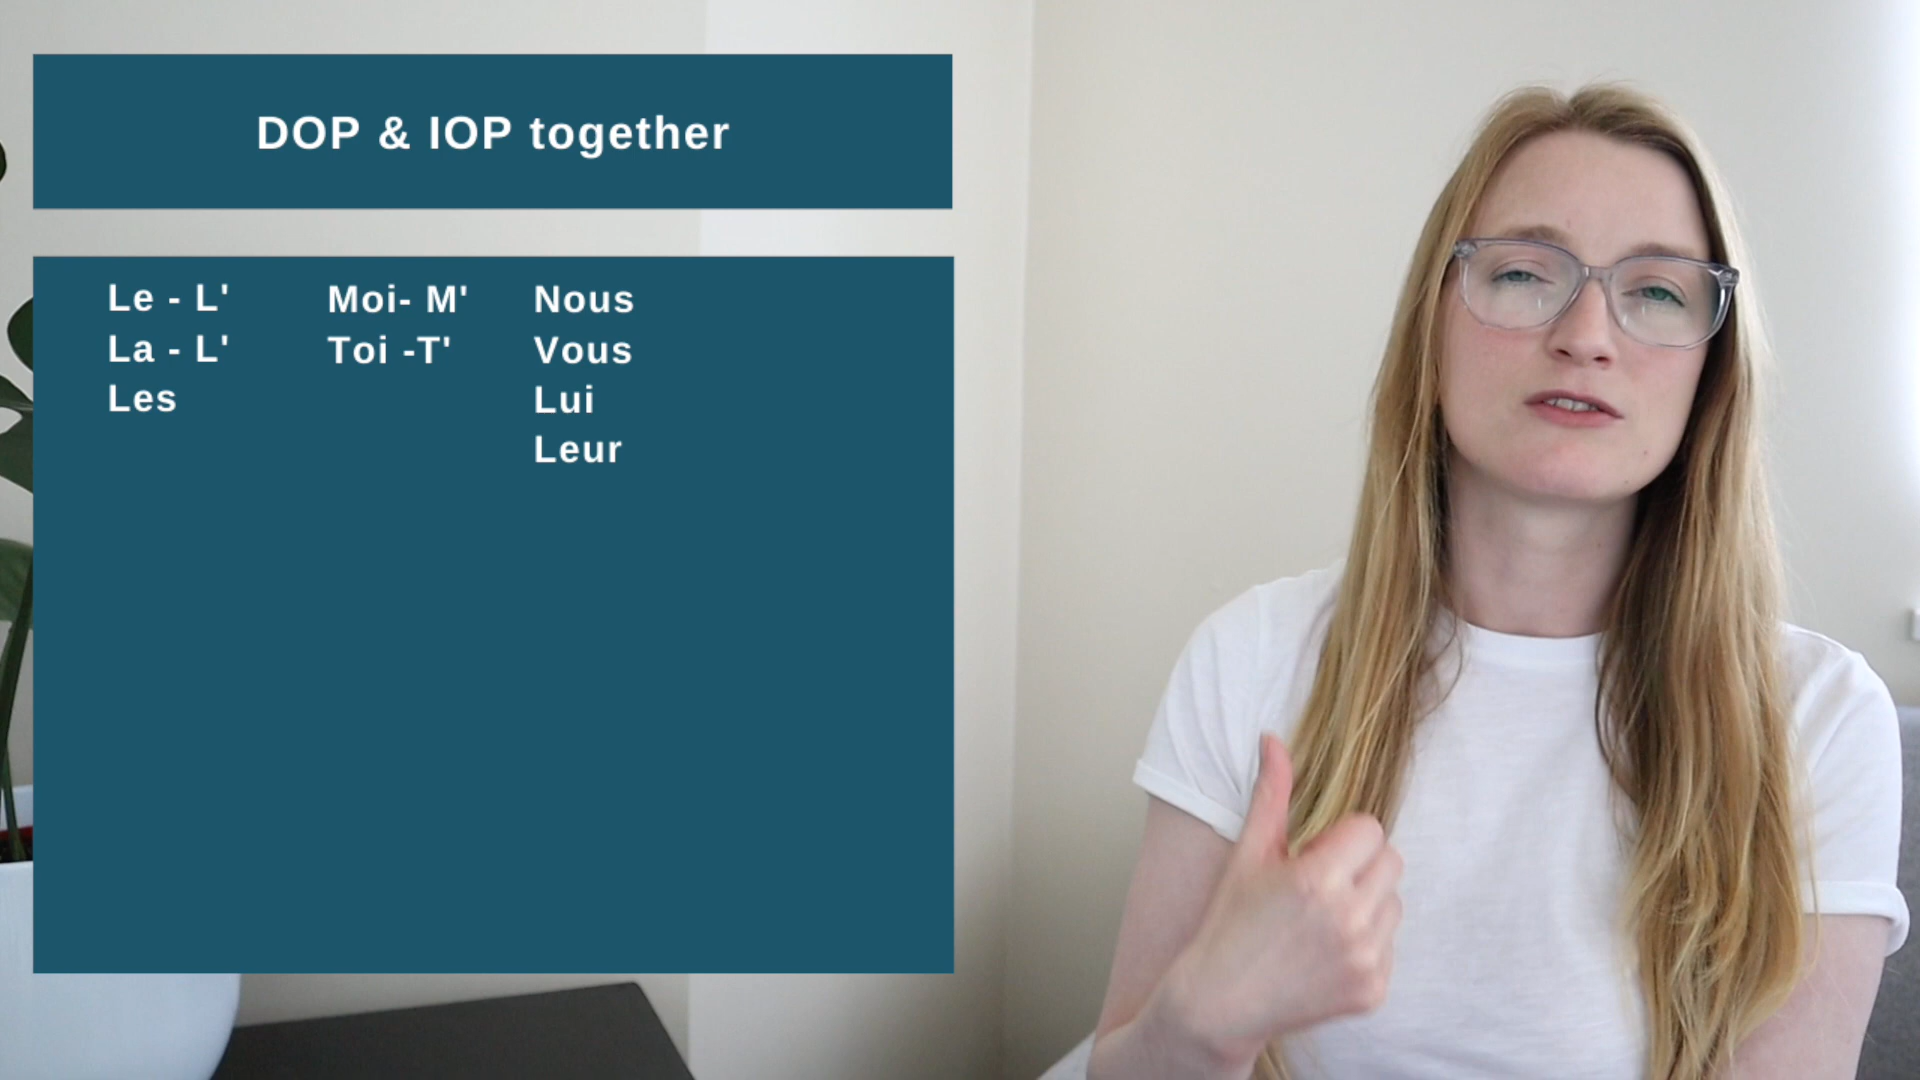 DOP & IOP together
Le - L'
La - L'
Les
Moi- M'
Toi -T'
Nous
Vous
Lui
Leur